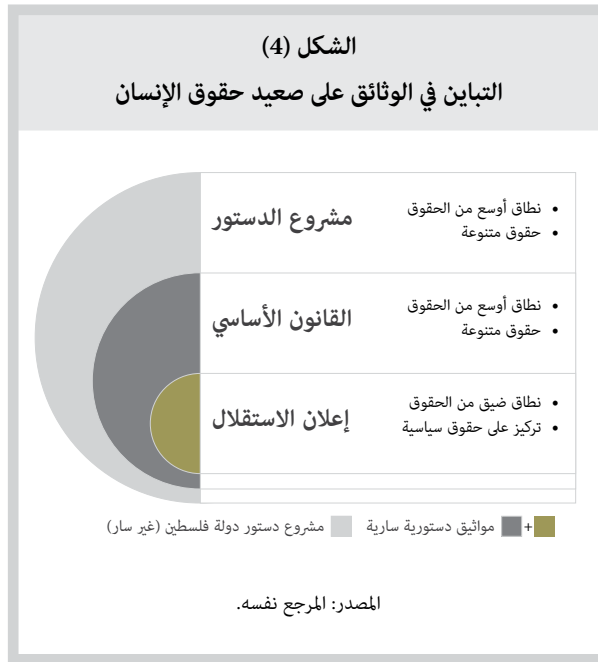 الشكل (4)
التباين في الوثائق على صعيد حقوق الإنسان
مشروع الدستور
• نطاق أوسع من الحقوق
• حقوق متنوعة
القانون الأساسي
• نطاق أوسع من الحقوق
• حقوق متنوعة
إعلان الاستقلال
• نطاق ضيق من الحقوق
• تركيز على حقوق سياسية
+ مواثيق دستورية سارية مشروع دستور دولة فلسطين (غير سار)
المصدر: المرجع نفسه.